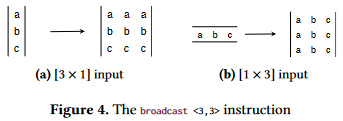 a
b
c
a a a
b b b
c c c
a b c
a b c
a b c
a b c
(a) [3 × 1] input
(b) [1 × 3] input
Figure 4. The broadcast <3,3> instruction